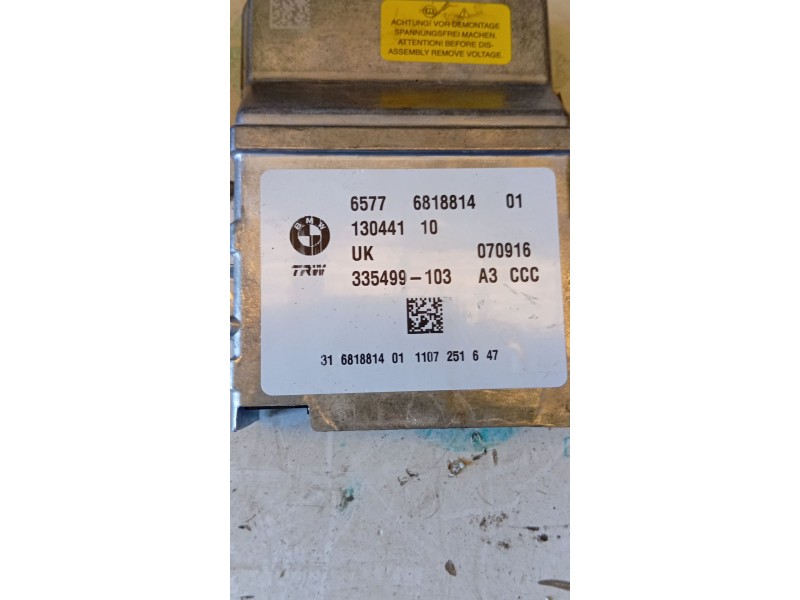 ACHTUNG! VOR DEMONTAGE
SPANNUNGSFREI MACHEN
ATTENTION! BEFORE DIS-
ASSEMBLY REMOVE VOLTAGE.
6577 6818814 01
130441 10
BMW
UK 070916
TRW
335499-103 A3 CCC
31 6818814 01 1107 251 6 47